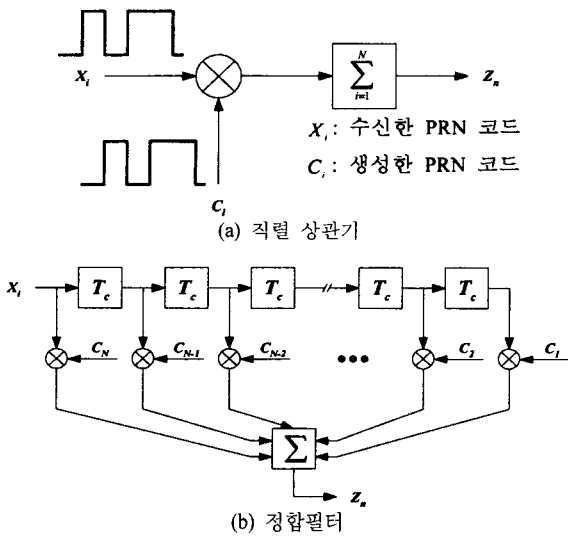 X_i
N
∑
i=1
Z_n
X_i : 수신한 PRN 코드
C_i : 생성한 PRN 코드
C_i
(a) 직렬 상관기
X_i T_c T_c T_c T_c T_c
C_N C_{N-1} C_{N-2} ••• C_2 C_1
∑
Z_n
(b) 정합필터